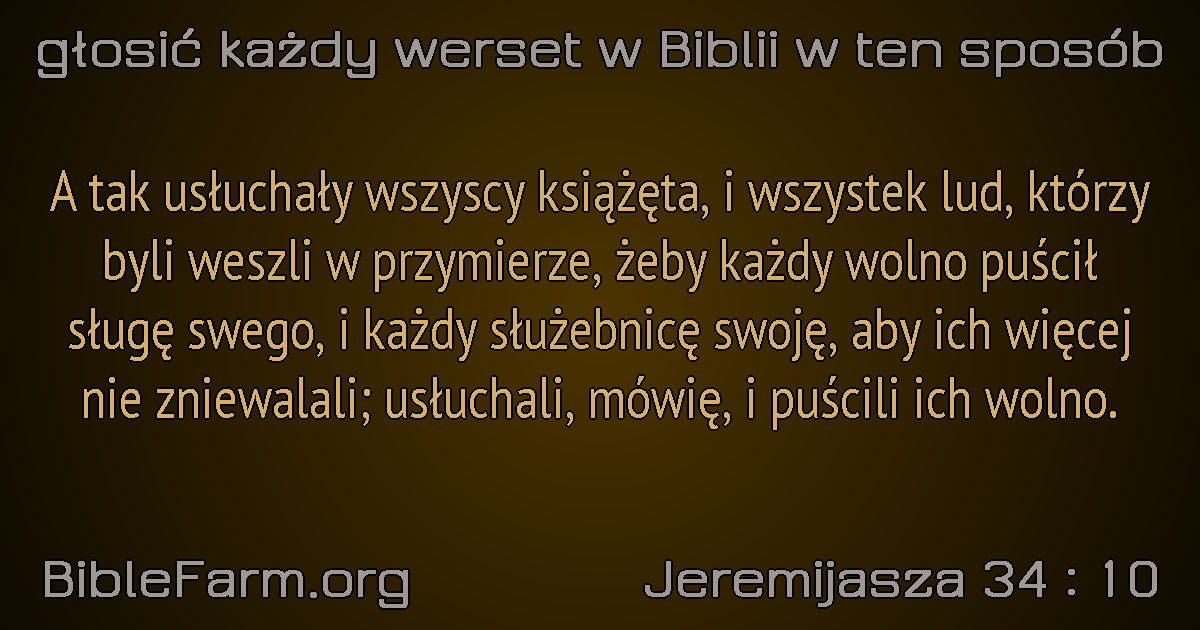 głosić każdy werset w Biblii w ten sposób
A tak usłuchały wszyscy książęta, i wszystek lud, którzy
byli weszli w przymierze, żeby każdy wolno puścił
sługę swego, i każdy służebnicę swoję, aby ich więcej
nie zniewalali; usłuchali, mówię, i puścili ich wolno.
BibleFarm.org
Jeremijasza 34 : 10